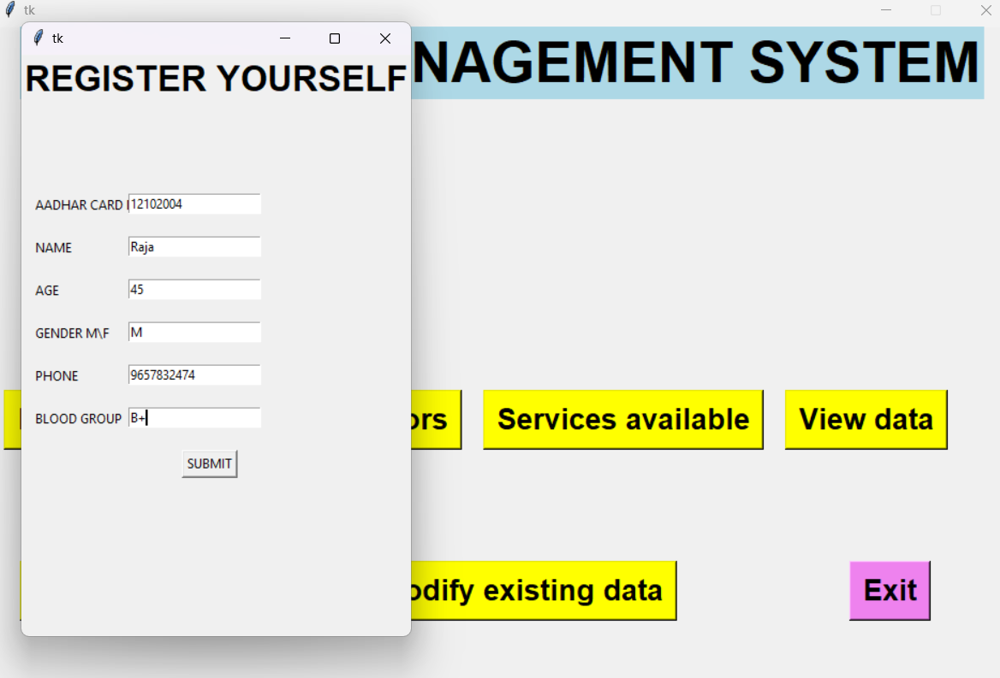 tk
tk
REGISTER YOURSELF
NAGEMENT SYSTEM
AADHAR CARD
12102004
NAME
Raja
AGE
45
GENDER M\F
M
PHONE
9657832474
BLOOD GROUP
B+
SUBMIT
ors
Services available
View data
odify existing data
Exit